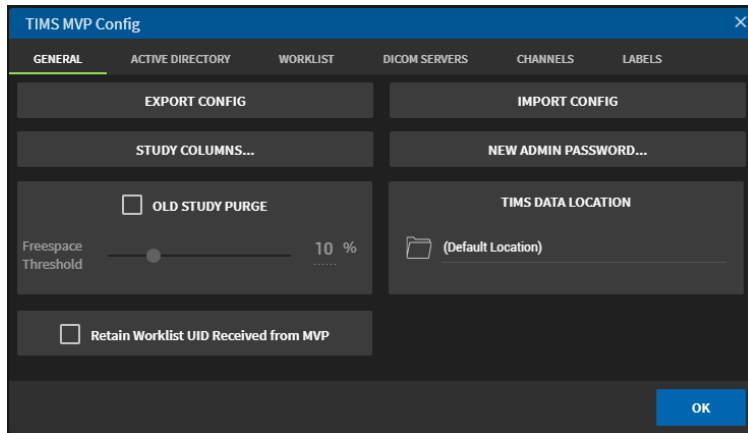 TIMS MVP Config
GENERAL ACTIVE DIRECTORY WORKLIST DICOM SERVERS CHANNELS LABELS
EXPORT CONFIG IMPORT CONFIG
STUDY COLUMNS... NEW ADMIN PASSWORD...
OLD STUDY PURGE
Freespace
Threshold
10 %
TIMS DATA LOCATION
(Default Location)
Retain Worklist UID Received from MVP
OK